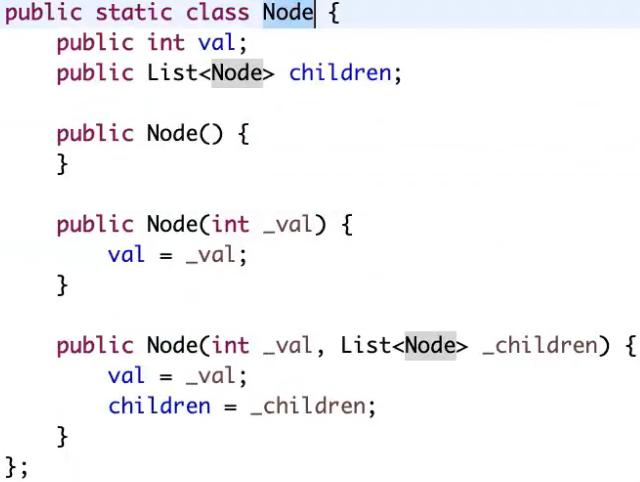 public static class Node {
public int val;
public List<Node> children;
public Node() {
}
public Node(int _val) {
val = _val;
}
public Node(int _val, List<Node> _children) {
val = _val;
children = _children;
}
};